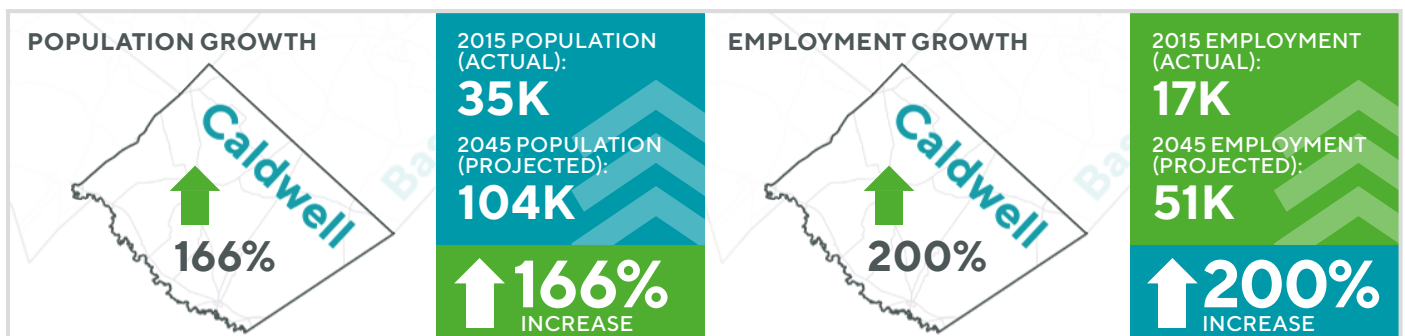 POPULATION GROWTH
Caldwell
166%
2015 POPULATION
(ACTUAL):
35K
2045 POPULATION
(PROJECTED):
104K
166%
INCREASE
EMPLOYMENT GROWTH
Caldwell
200%
2015 EMPLOYMENT
(ACTUAL):
17K
2045 EMPLOYMENT
(PROJECTED):
51K
200%
INCREASE